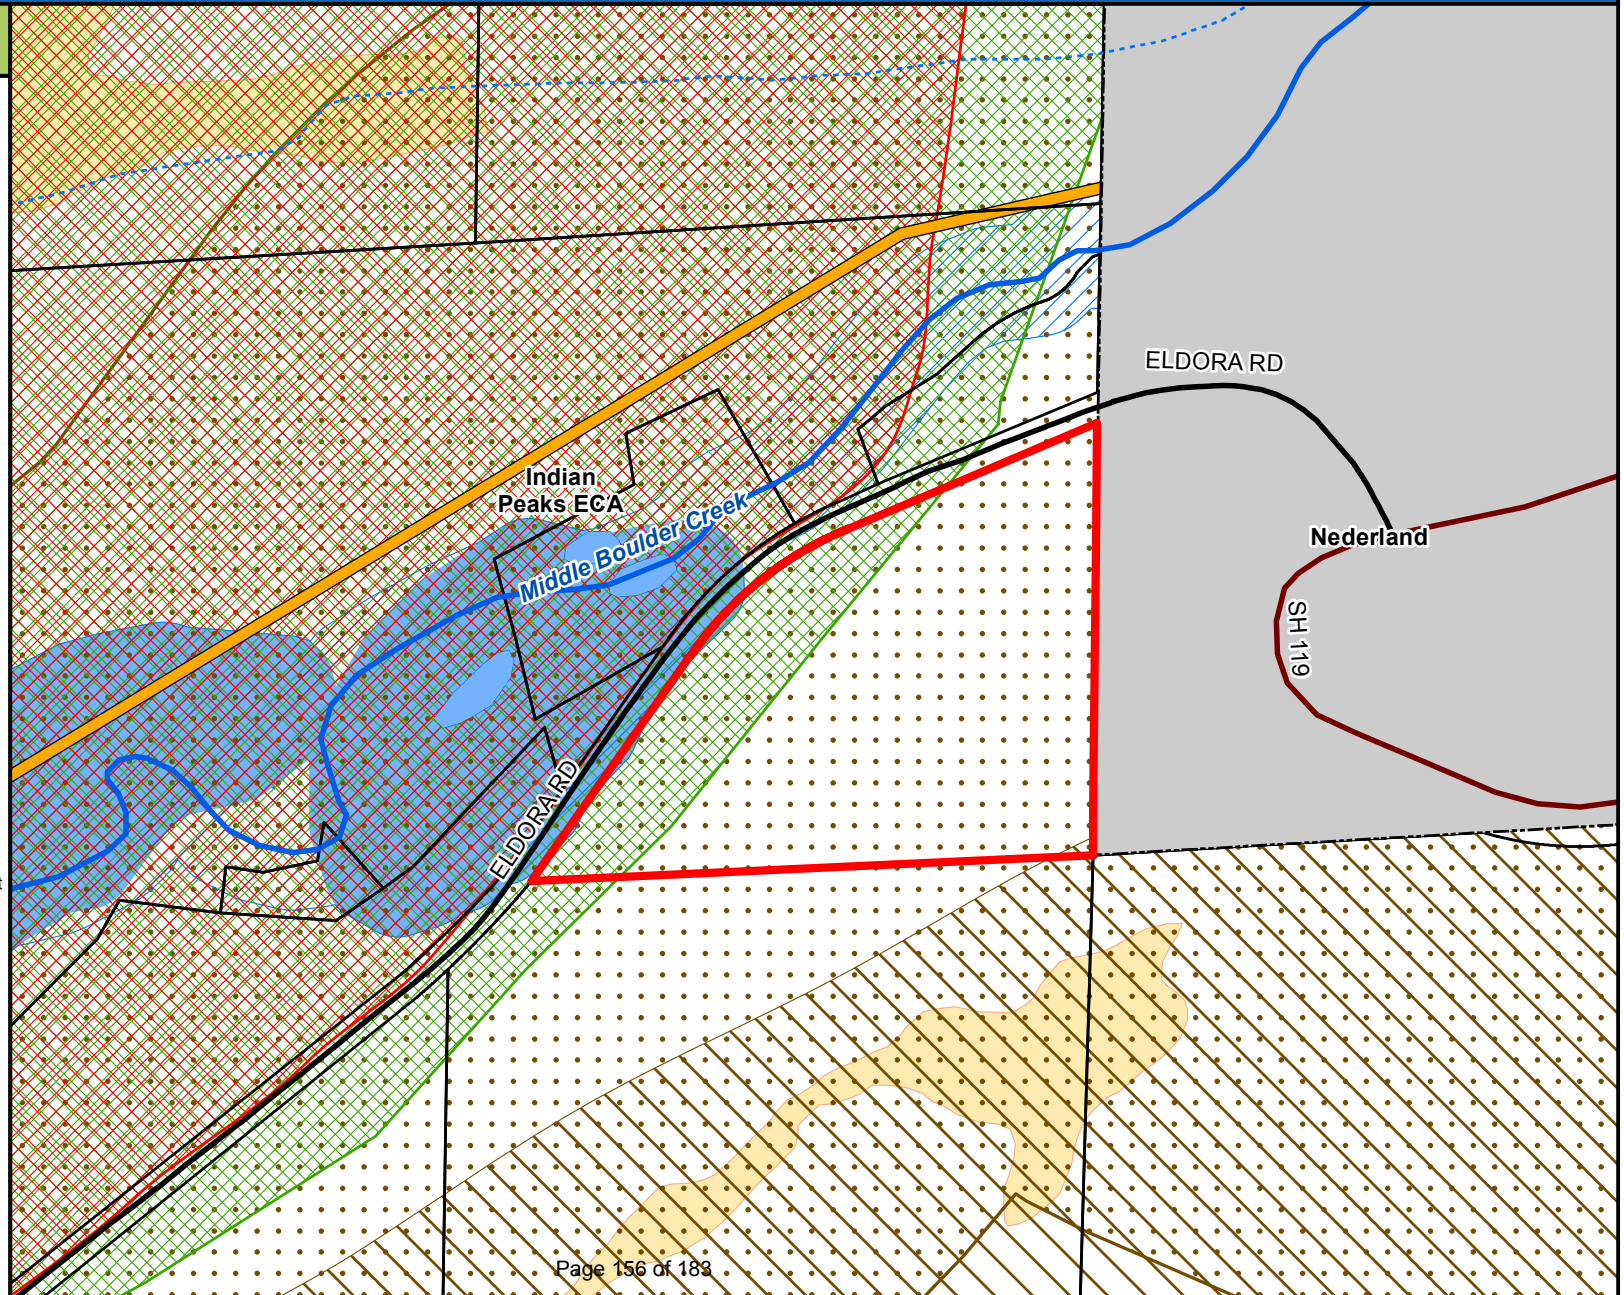 ELDORA RD
Indian
Peaks ECA
Middle Boulder Creek
Nederland
SH 119
ELDORA RD
Page 156 of 183